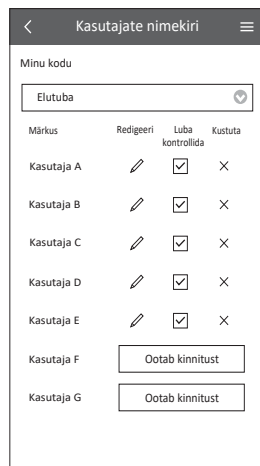 Kasutajate nimekiri
Minu kodu
Elutuba
Märkus Redigeeri Luba kontrollida Kustuta
Kasutaja A
Kasutaja B
Kasutaja C
Kasutaja D
Kasutaja E
Kasutaja F Ootab kinnitust
Kasutaja G Ootab kinnitust